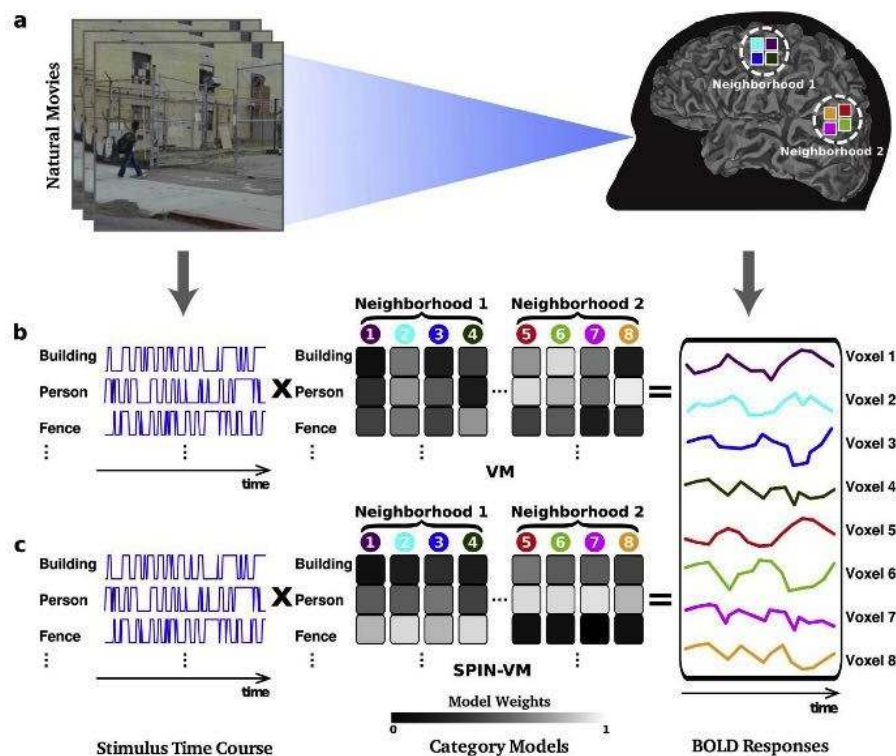 a
Natural Movies
Neighborhood 1
Neighborhood 2
b
Neighborhood 1 Neighborhood 2
1 2 3 4 5 6 7 8
Building Building
Person X Person ... =
Fence Fence
time
VM
c
Neighborhood 1 Neighborhood 2
1 2 3 4 5 6 7 8
Building Building
Person X Person ... =
Fence Fence
time
SPIN-VM
Voxel 1
Voxel 2
Voxel 3
Voxel 4
Voxel 5
Voxel 6
Voxel 7
Voxel 8
time
Model Weights
0 1
Stimulus Time Course Category Models BOLD Responses